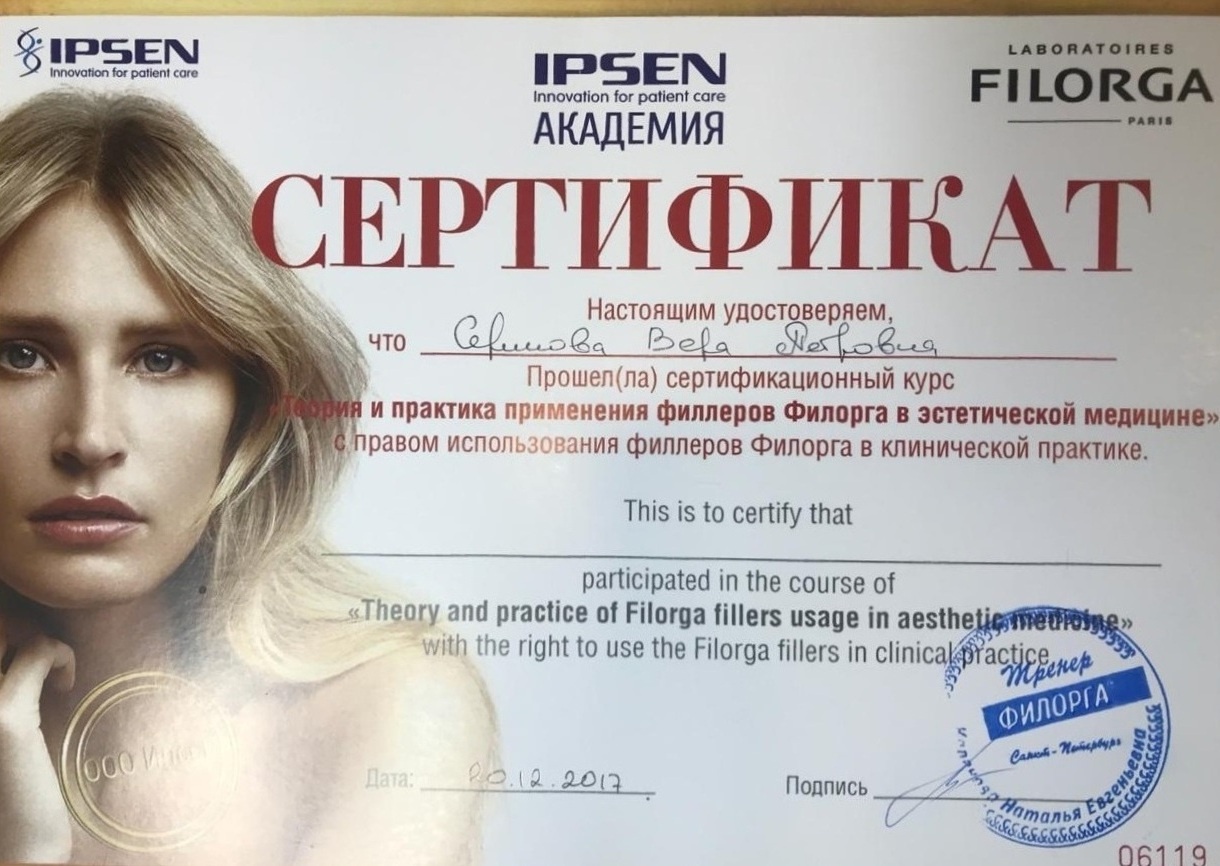 IPSEN
Innovation for patient care
IPSEN
Innovation for patient care
АКАДЕМИЯ
LABORATOIRES
FILORGA
PARIS
СЕРТИФИКАТ
Настоящим удостоверяем,
что Вера Петровна
Прошел(ла) сертификационный курс
«Теория и практика применения филлеров Филорга в эстетической медицине»
с правом использования филлеров Филорга в клинической практике.
This is to certify that
participated in the course of
«Theory and practice of Filorga fillers usage in aesthetic medicine»
with the right to use the Filorga fillers in clinical practice
Тренер
ФИЛОРГА
Санкт-Петербург
Наталья Евгеньевна
ООО
Дата: 20.12.2017
Подпись
06119